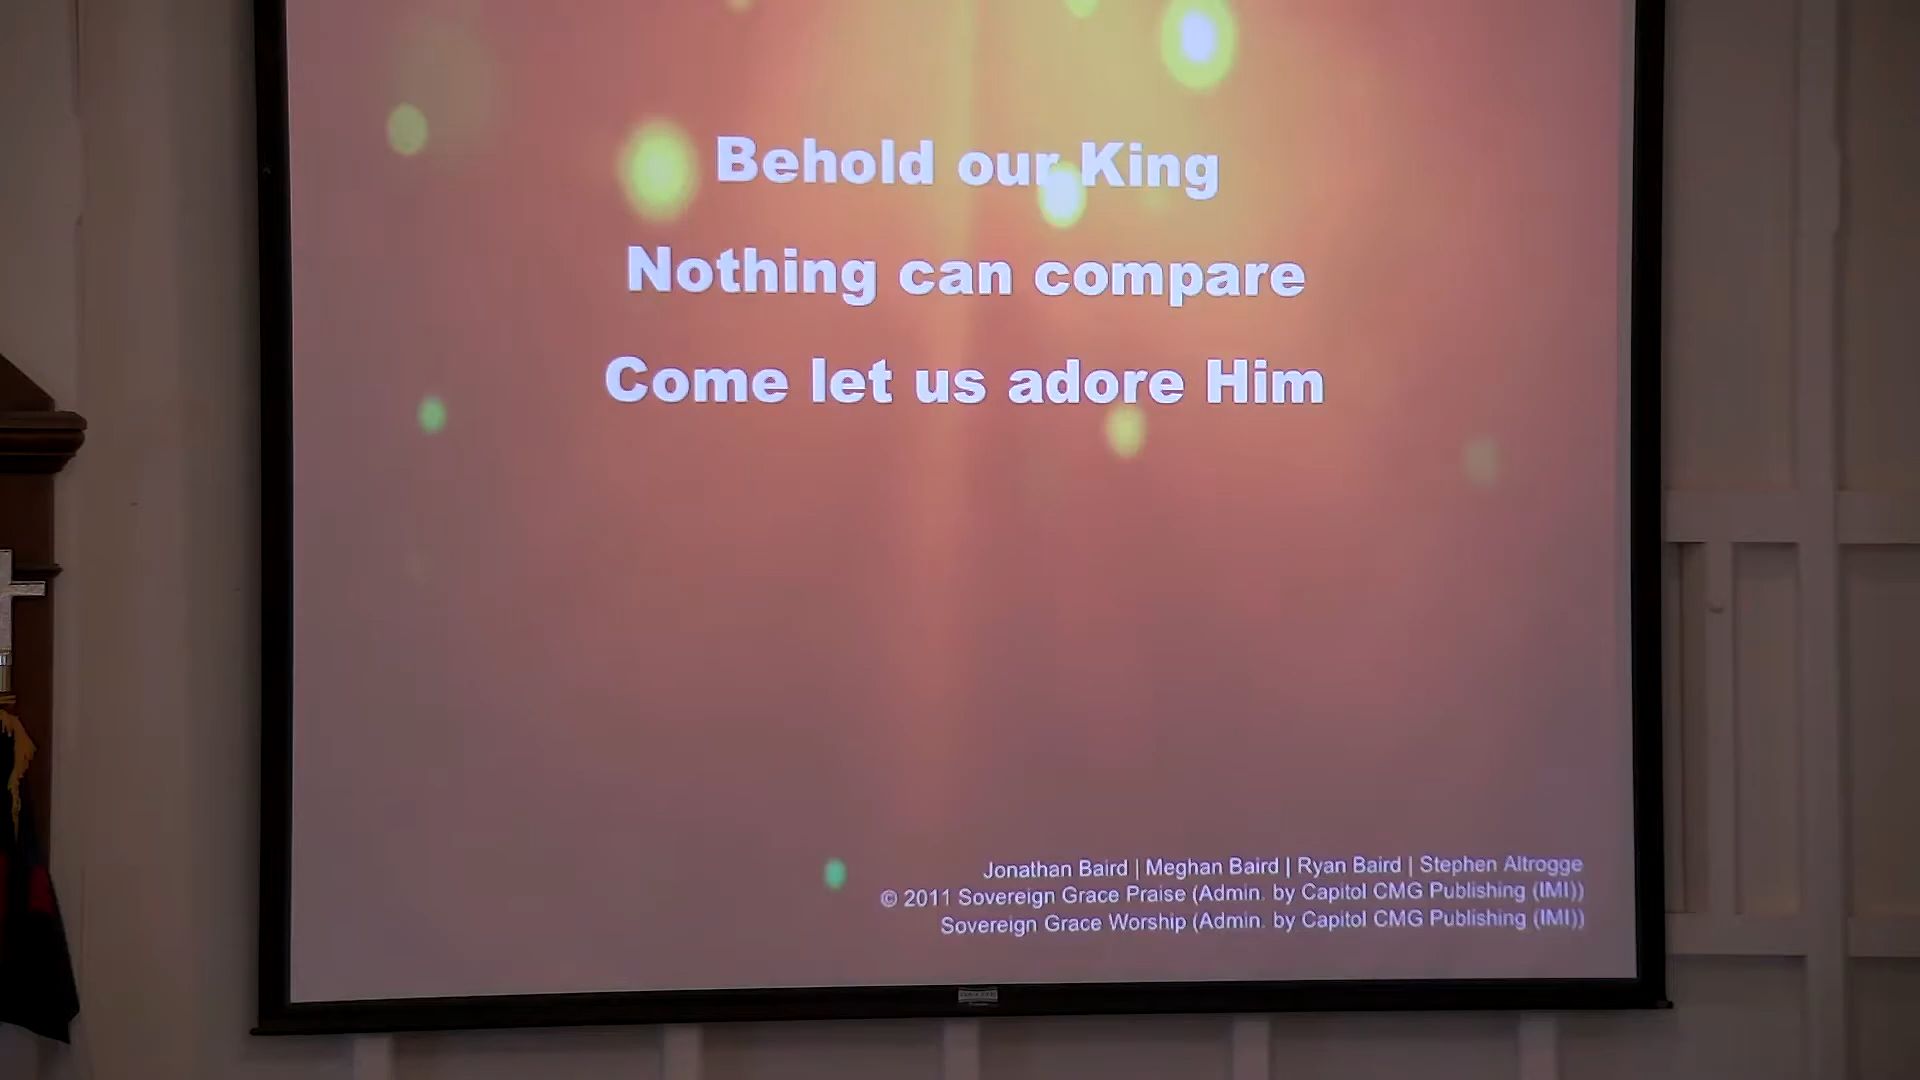 Behold our King
Nothing can compare
Come let us adore Him
Jonathan Baird | Meghan Baird | Ryan Baird | Stephen Altrogge
© 2011 Sovereign Grace Praise (Admin. by Capitol CMG Publishing (IMI))
Sovereign Grace Worship (Admin. by Capitol CMG Publishing (IMI))